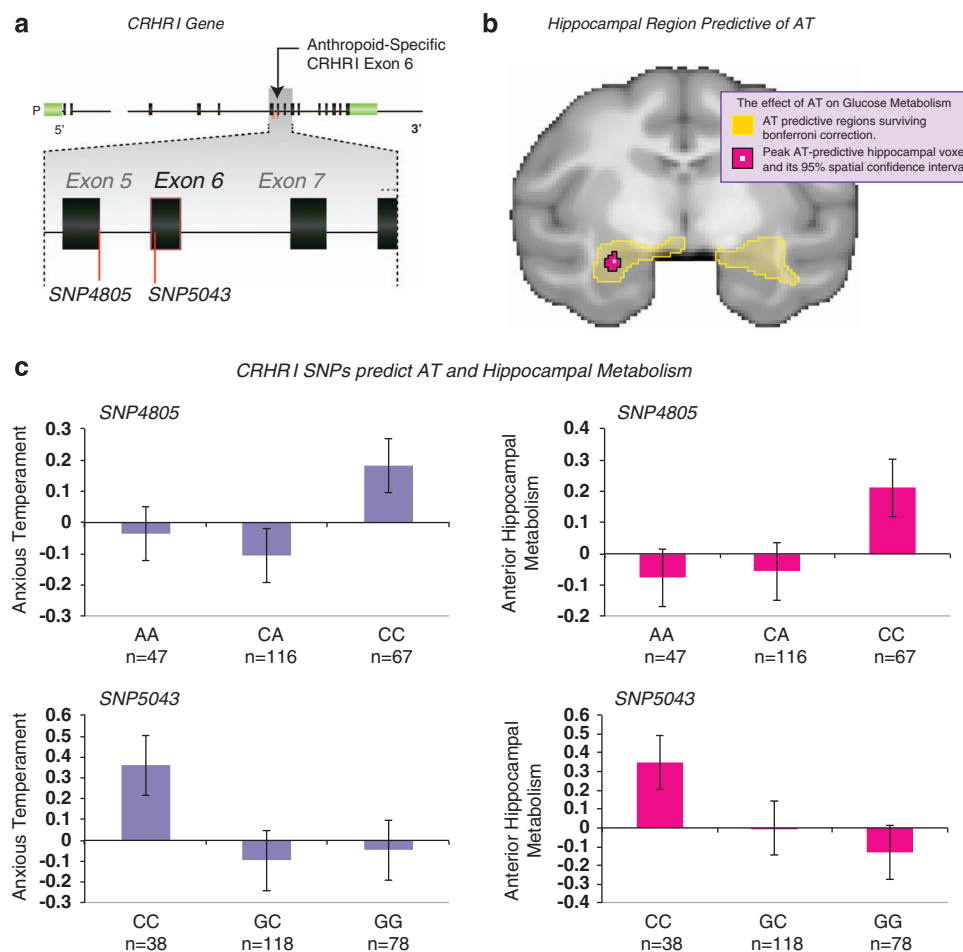 a
CRHR1 Gene
Anthropoid-Specific
CRHR1 Exon 6
P
5'
3'
Exon 5
Exon 6
Exon 7
...
SNP4805
SNP5043
b
Hippocampal Region Predictive of AT
The effect of AT on Glucose Metabolism
AT predictive regions surviving
bonferroni correction.
Peak AT-predictive hippocampal voxe
and its 95% spatial confidence interva
c
CRHR1 SNPs predict AT and Hippocampal Metabolism
SNP4805
Anxious Temperament
0.3
0.2
0.1
0
-0.1
-0.2
-0.3
AA
CA
CC
n=47
n=116
n=67
SNP4805
Anterior Hippocampal
Metabolism
0.4
0.3
0.2
0.1
0
-0.1
-0.2
AA
CA
CC
n=47
n=116
n=67
SNP5043
Anxious Temperament
0.6
0.5
0.4
0.3
0.2
0.1
0
-0.1
-0.2
-0.3
-0.4
CC
GC
GG
n=38
n=118
n=78
SNP5043
Anterior Hippocampal
Metabolism
0.6
0.5
0.4
0.3
0.2
0.1
0
-0.1
-0.2
-0.3
-0.4
CC
GC
GG
n=38
n=118
n=78